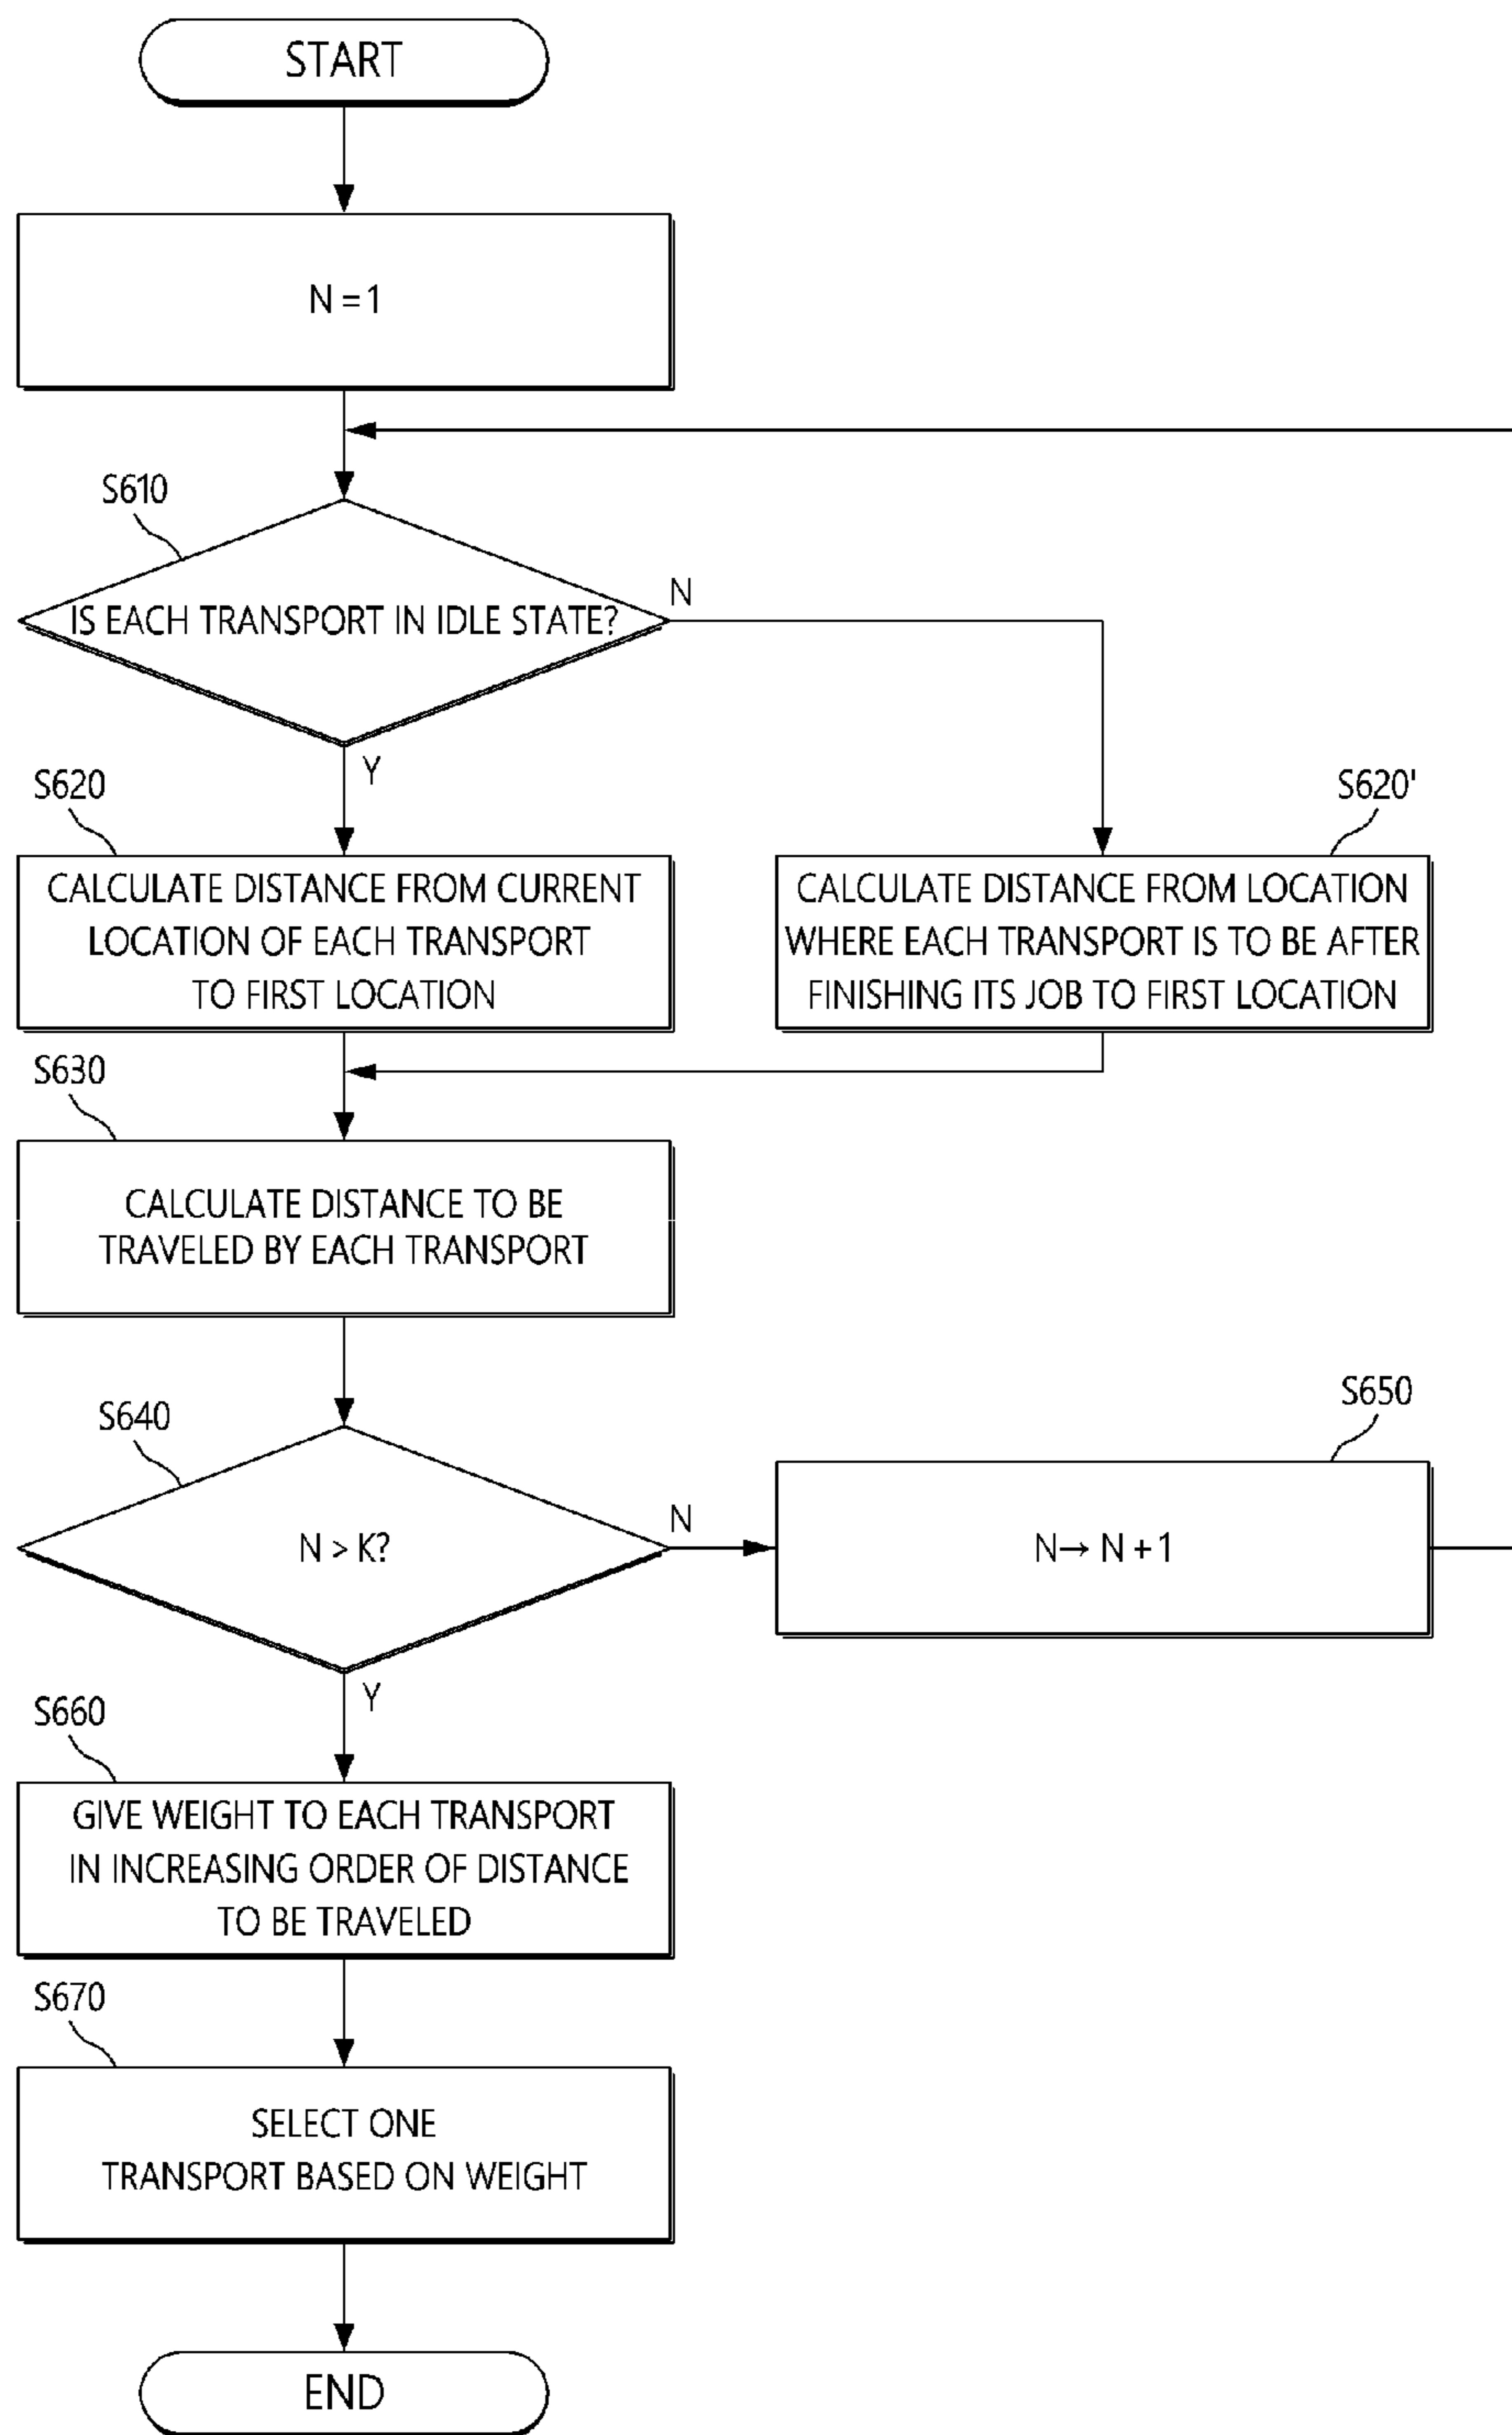 START
N = 1
S610
IS EACH TRANSPORT IN IDLE STATE?
N
Y
S620
CALCULATE DISTANCE FROM CURRENT
LOCATION OF EACH TRANSPORT
TO FIRST LOCATION
S620'
CALCULATE DISTANCE FROM LOCATION
WHERE EACH TRANSPORT IS TO BE AFTER
FINISHING ITS JOB TO FIRST LOCATION
S630
CALCULATE DISTANCE TO BE
TRAVELED BY EACH TRANSPORT
S640
N > K?
N
Y
S650
N→ N + 1
S660
GIVE WEIGHT TO EACH TRANSPORT
IN INCREASING ORDER OF DISTANCE
TO BE TRAVELED
S670
SELECT ONE
TRANSPORT BASED ON WEIGHT
END